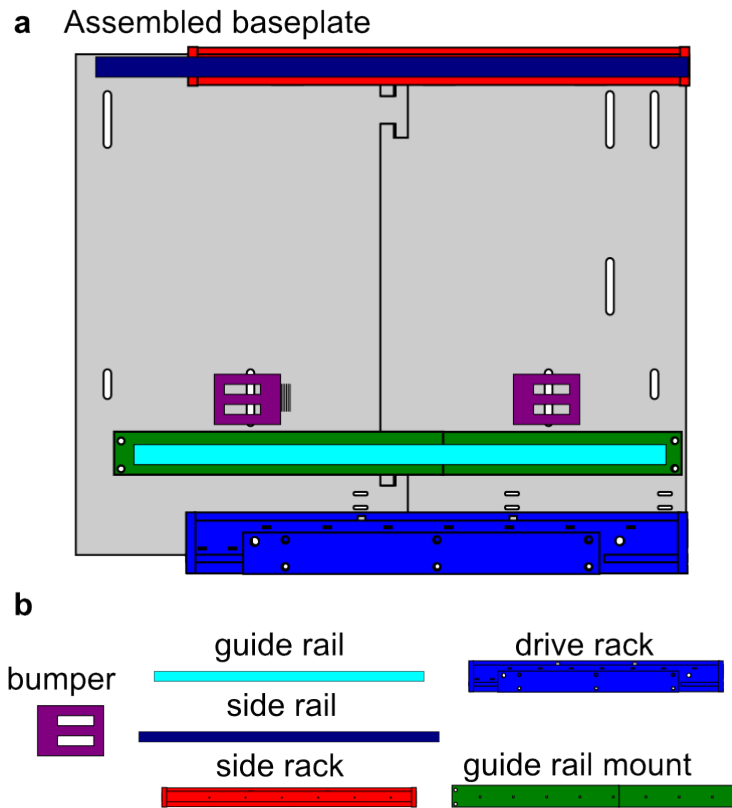 a Assembled baseplate
b
guide rail
drive rack
bumper
side rail
side rack
guide rail mount